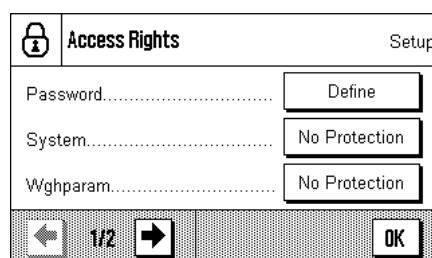 Access Rights Setup
Password.............................. Define
System................................. No Protection
Wghparam............................. No Protection
1/2 OK